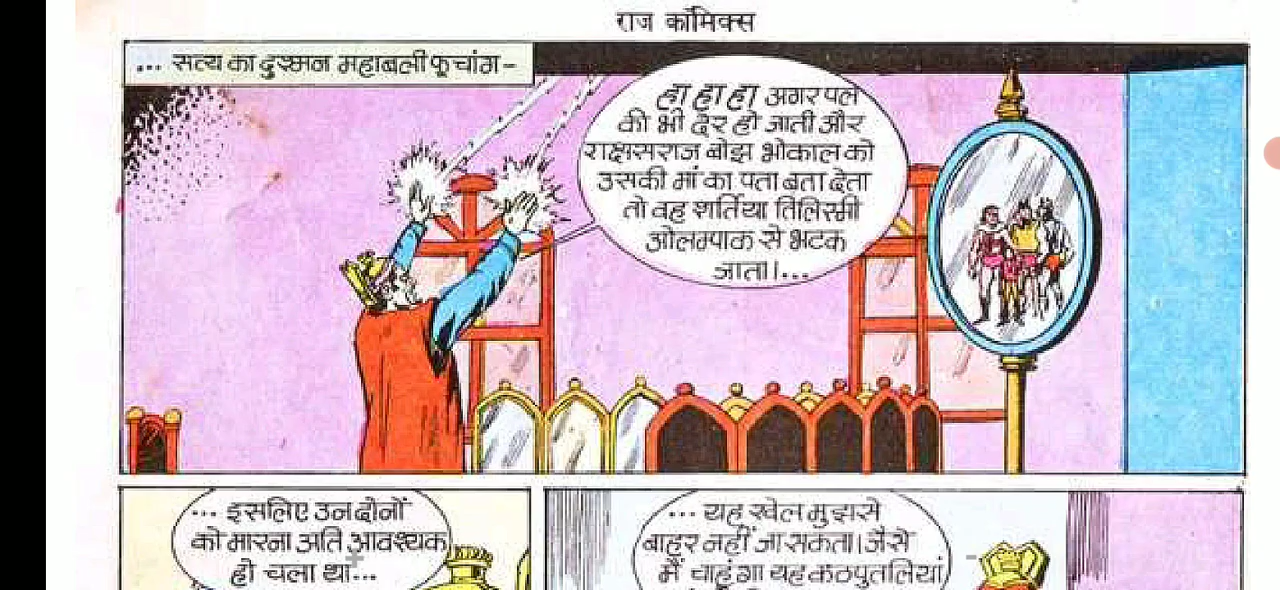 राज कॉमिक्स
... सत्य का दुश्मन महाबली फूचांग-
हा हा हा अगर पल
की भी देर हो जाती और
राक्षसराज बोझ भोकाल को
उसकी मां का पता बता देता
तो वह शर्तिया तिलिस्मी
ओलम्पाक से भटक
जाता।...
... इसलिए उन दोनों
को मारना अति आवश्यक
हो चला था...
... यह खेल मुझसे
बाहर नहीं जा सकता। जैसे
मैं चाहूंगा यह कठपुतलियां